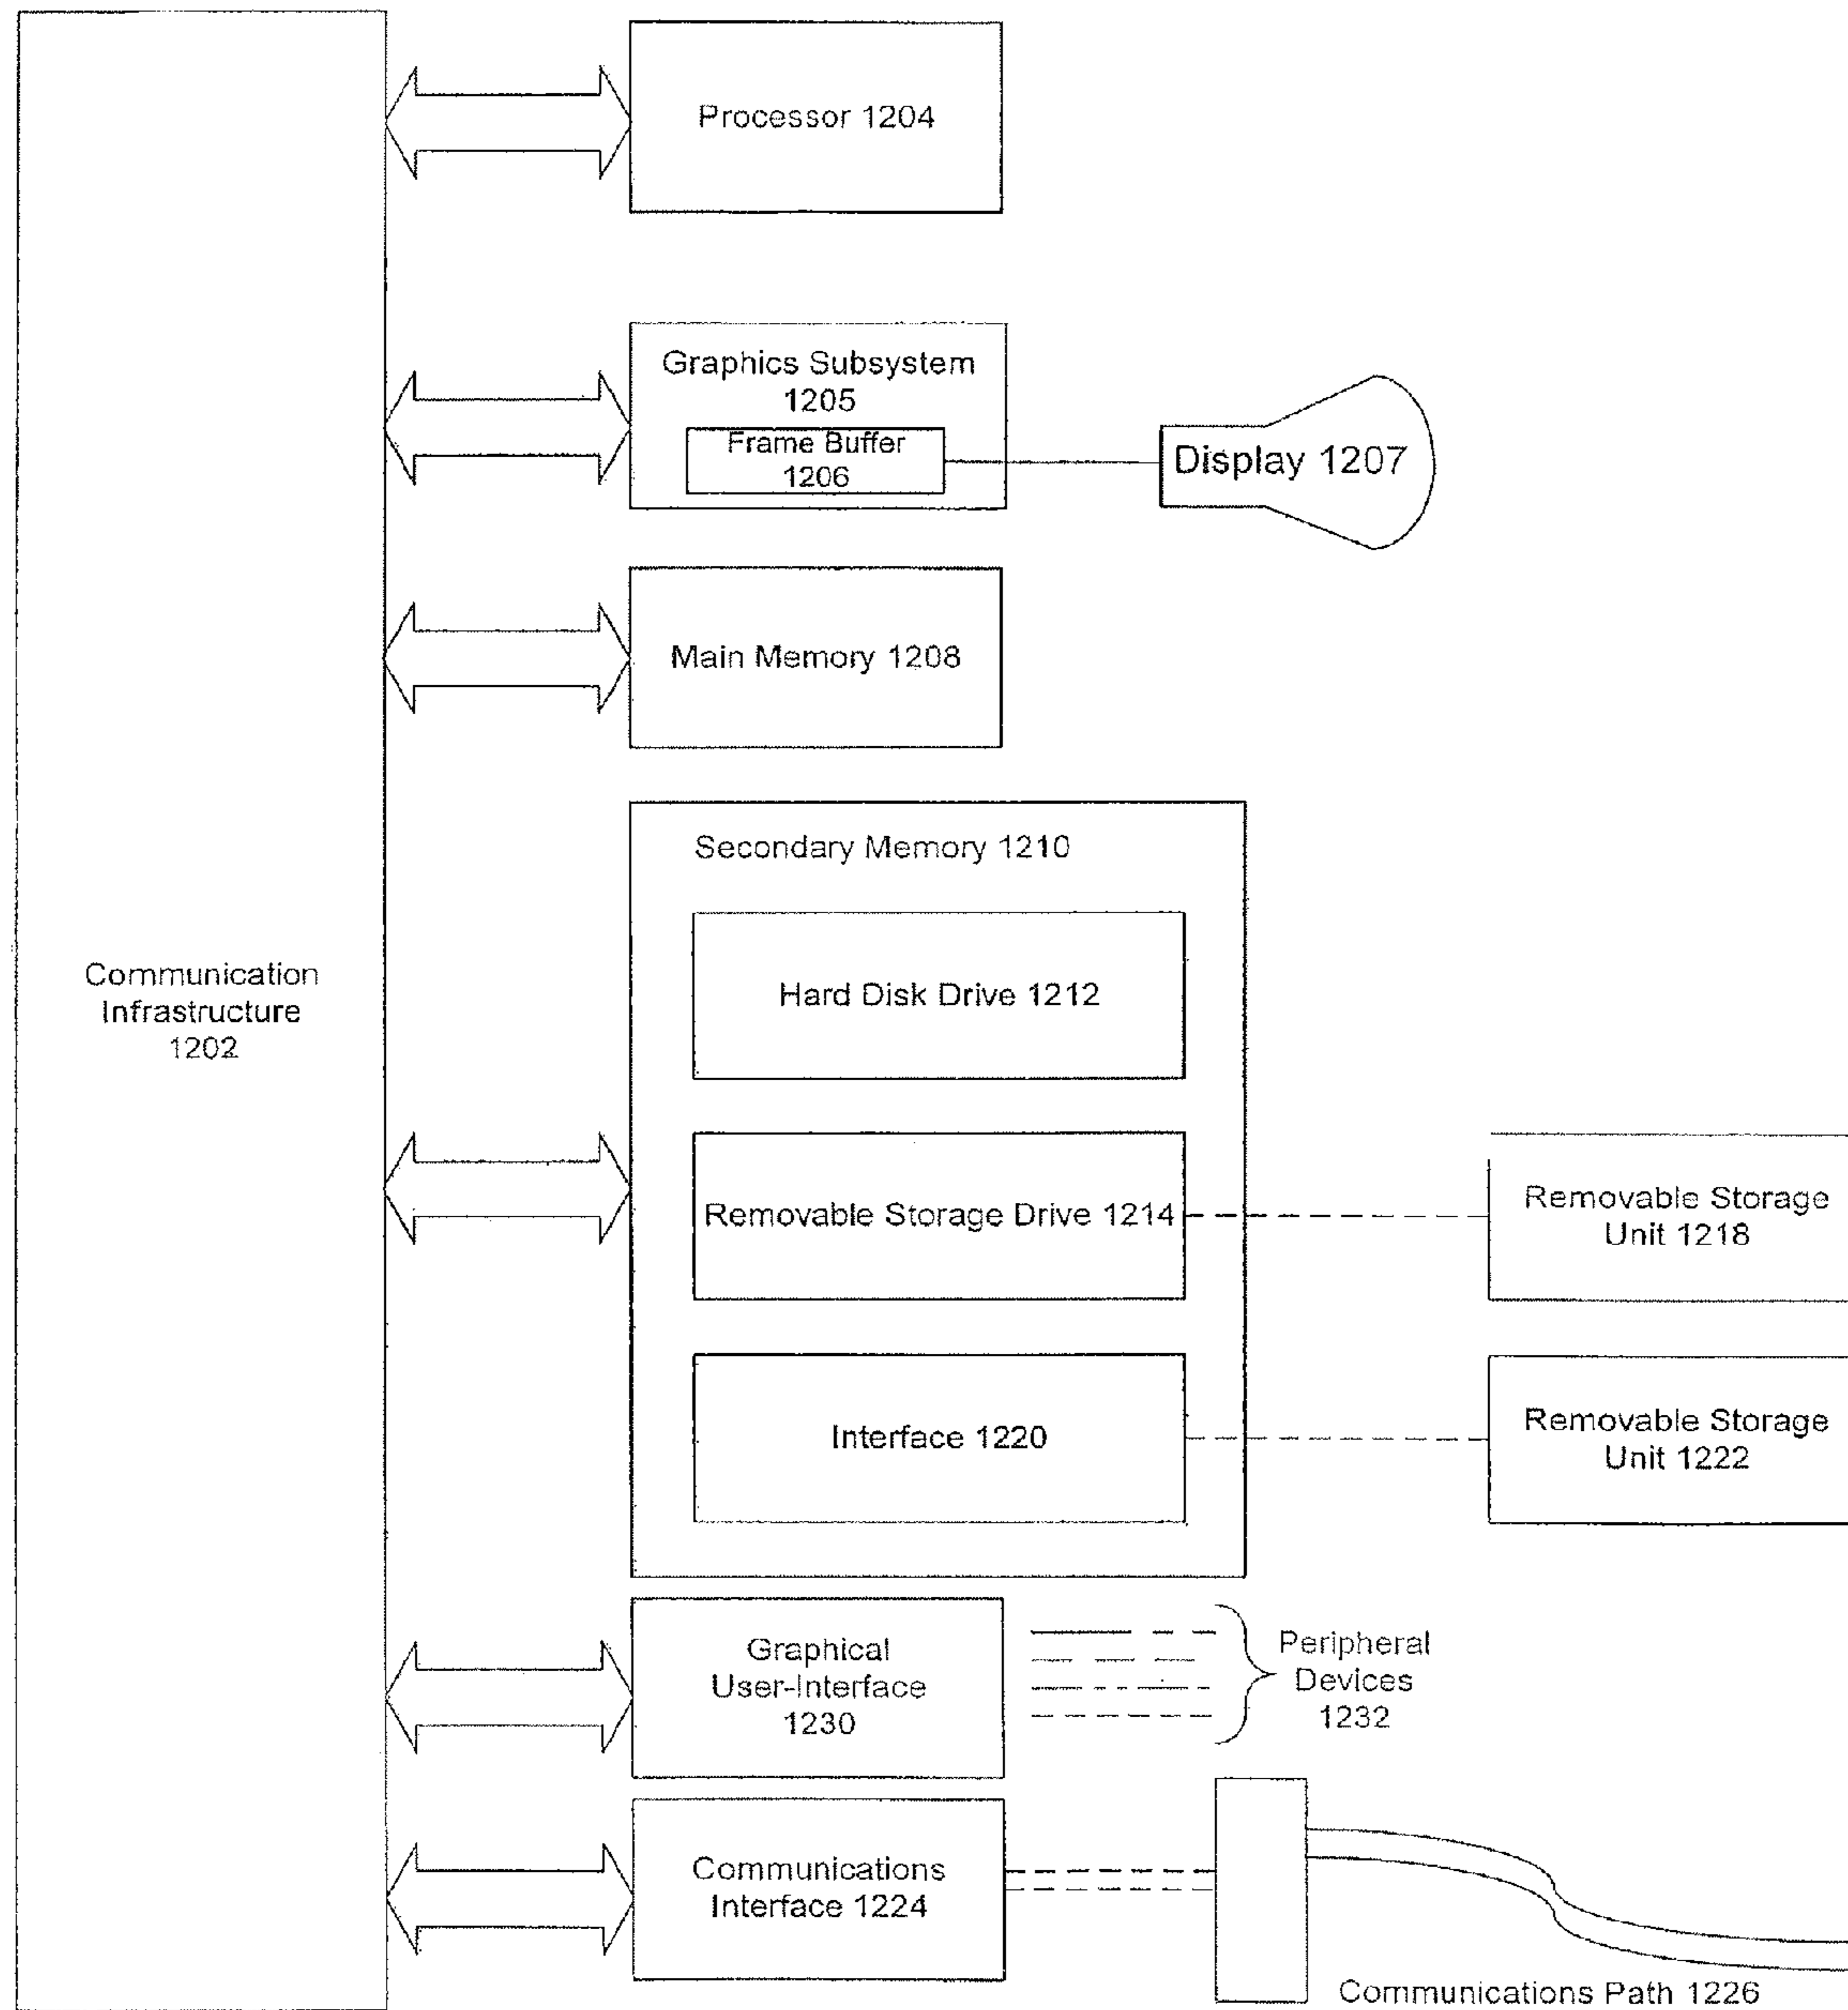 Processor 1204
Graphics Subsystem
1205
Frame Buffer
1206
Display 1207
Main Memory 1208
Secondary Memory 1210
Communication
Infrastructure
1202
Hard Disk Drive 1212
Removable Storage Drive 1214
Removable Storage
Unit 1218
Interface 1220
Removable Storage
Unit 1222
Graphical
User-Interface
1230
Peripheral
Devices
1232
Communications
Interface 1224
Communications Path 1226